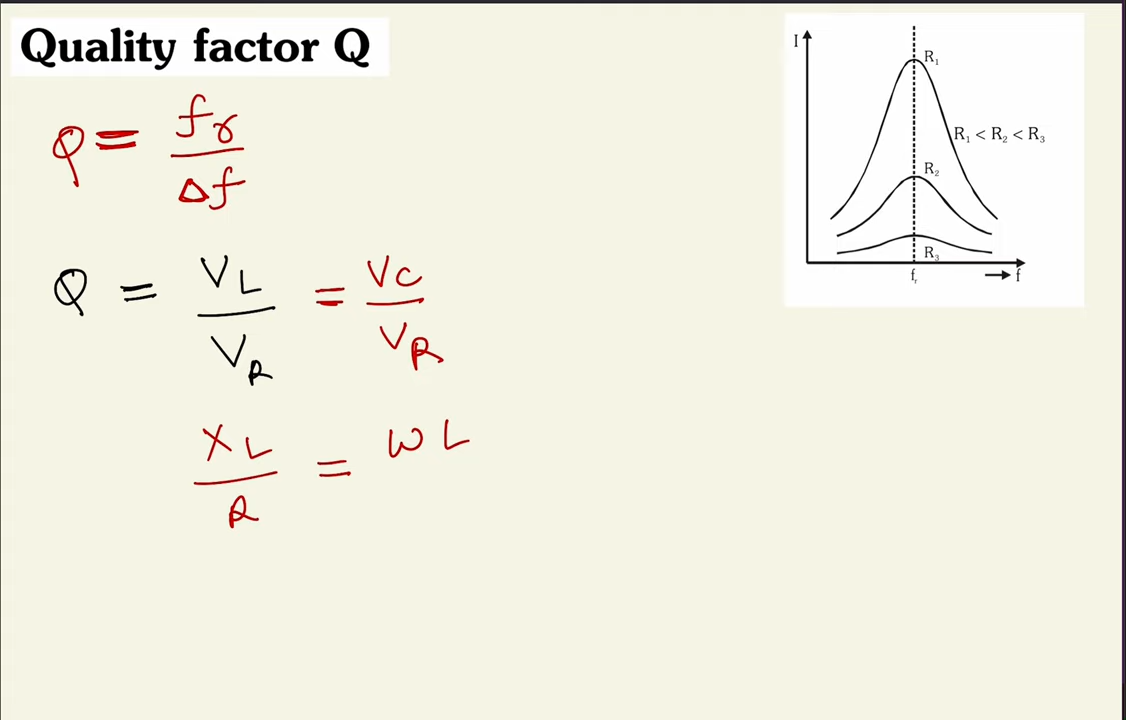 Quality factor Q
Q = fr / Δf
Q = VL / VR = VC / VR
XL / R = ωL
I
R₁
R₁ < R₂ < R₃
R₂
R₃
fr
→ f